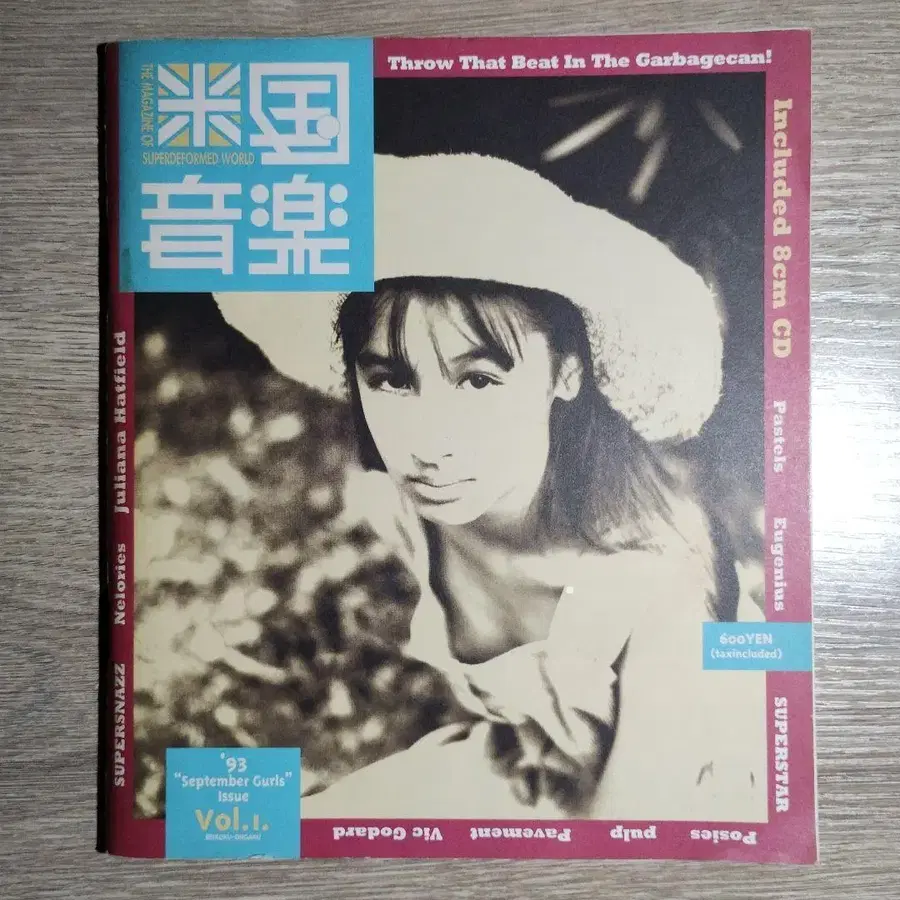 Throw That Beat In The Garbagecan!
米国
音楽
THE MAGAZINE OF
SUPERDEFORMED WORLD
Included 8cm CD
Pastels
Eugenius
SUPERSTAR
600YEN
(taxincluded)
Posies
pulp
Pavement
Vic Godard
SUPERSNAZZ
Nelories
Juliana Hatfield
'93
"September Gurls"
Issue
Vol.1.
BEIKOKU-ONGAKU